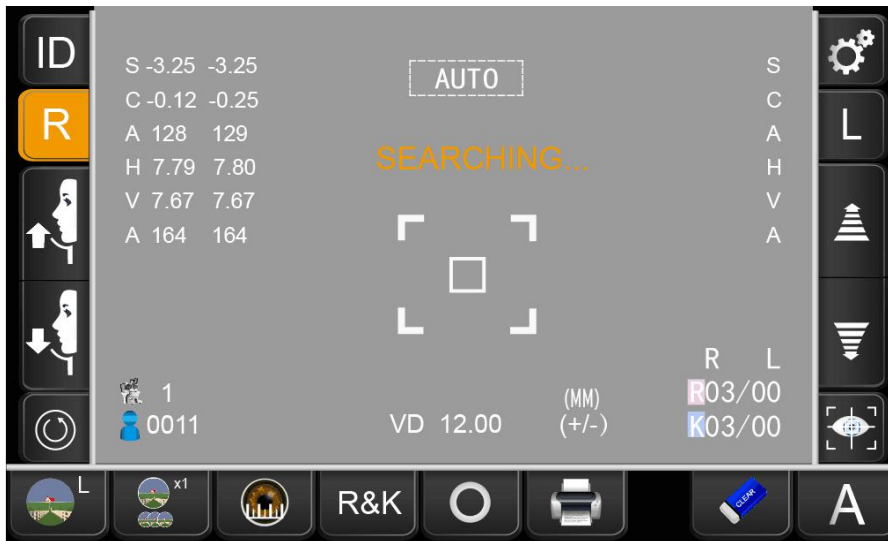 ID
R
S -3.25 -3.25
C -0.12 -0.25
A 128 129
H 7.79 7.80
V 7.67 7.67
A 164 164
AUTO
SEARCHING...
S
C
A
H
V
A
L
1
0011
VD 12.00
(MM)
(+/-)
R L
R03/00
K03/00
L
x1
R&K
CLEAR
A